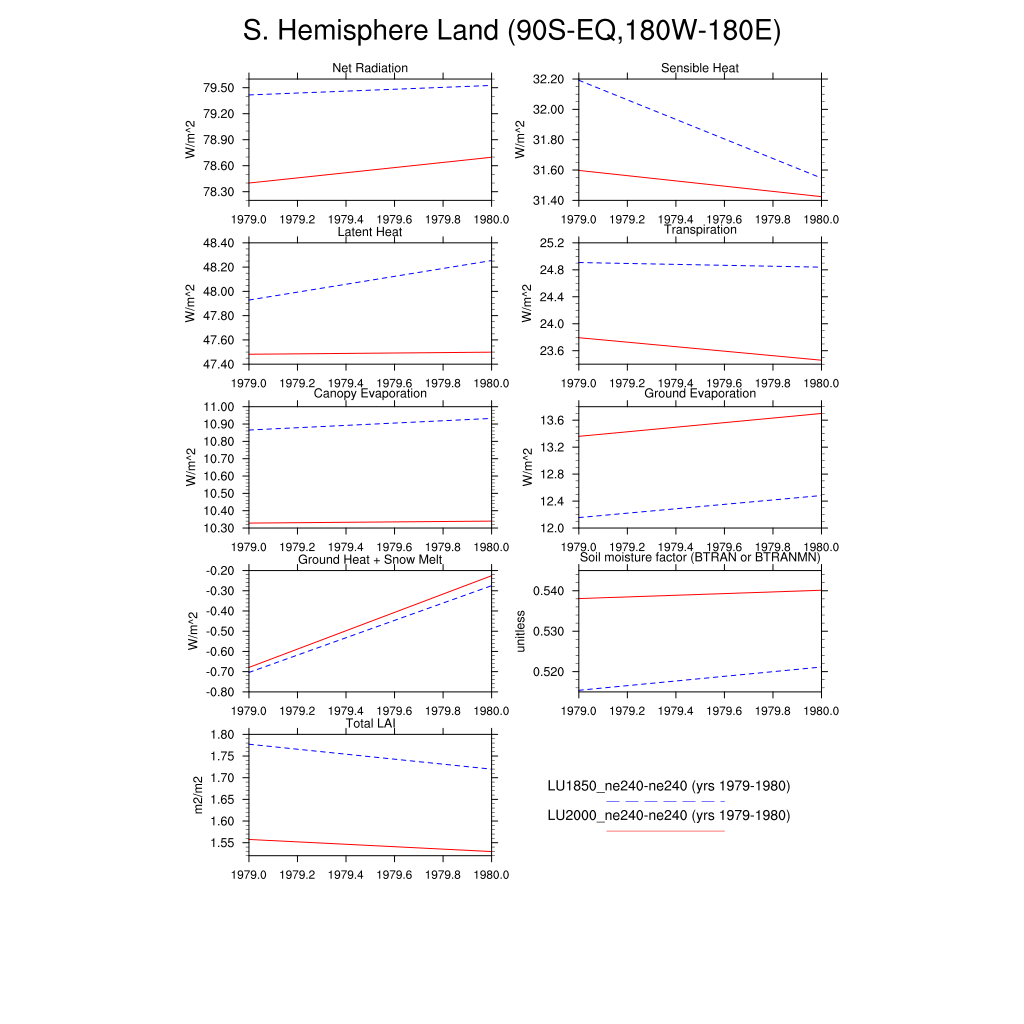 S. Hemisphere Land (90S-EQ,180W-180E)
Net Radiation
W/m^2
79.50
79.20
78.90
78.60
78.30
1979.0 1979.2 1979.4 1979.6 1979.8 1980.0
Sensible Heat
W/m^2
32.20
32.00
31.80
31.60
31.40
1979.0 1979.2 1979.4 1979.6 1979.8 1980.0
Latent Heat
W/m^2
48.40
48.20
48.00
47.80
47.60
47.40
1979.0 1979.2 1979.4 1979.6 1979.8 1980.0
Transpiration
W/m^2
25.2
24.8
24.4
24.0
23.6
1979.0 1979.2 1979.4 1979.6 1979.8 1980.0
Canopy Evaporation
W/m^2
11.00
10.90
10.80
10.70
10.60
10.50
10.40
10.30
1979.0 1979.2 1979.4 1979.6 1979.8 1980.0
Ground Evaporation
W/m^2
13.6
13.2
12.8
12.4
12.0
1979.0 1979.2 1979.4 1979.6 1979.8 1980.0
Ground Heat + Snow Melt
W/m^2
-0.20
-0.30
-0.40
-0.50
-0.60
-0.70
-0.80
1979.0 1979.2 1979.4 1979.6 1979.8 1980.0
Soil moisture factor (BTRAN or BTRANMN)
unitless
0.540
0.530
0.520
1979.0 1979.2 1979.4 1979.6 1979.8 1980.0
Total LAI
m2/m2
1.80
1.75
1.70
1.65
1.60
1.55
1979.0 1979.2 1979.4 1979.6 1979.8 1980.0
LU1850_ne240-ne240 (yrs 1979-1980)
LU2000_ne240-ne240 (yrs 1979-1980)